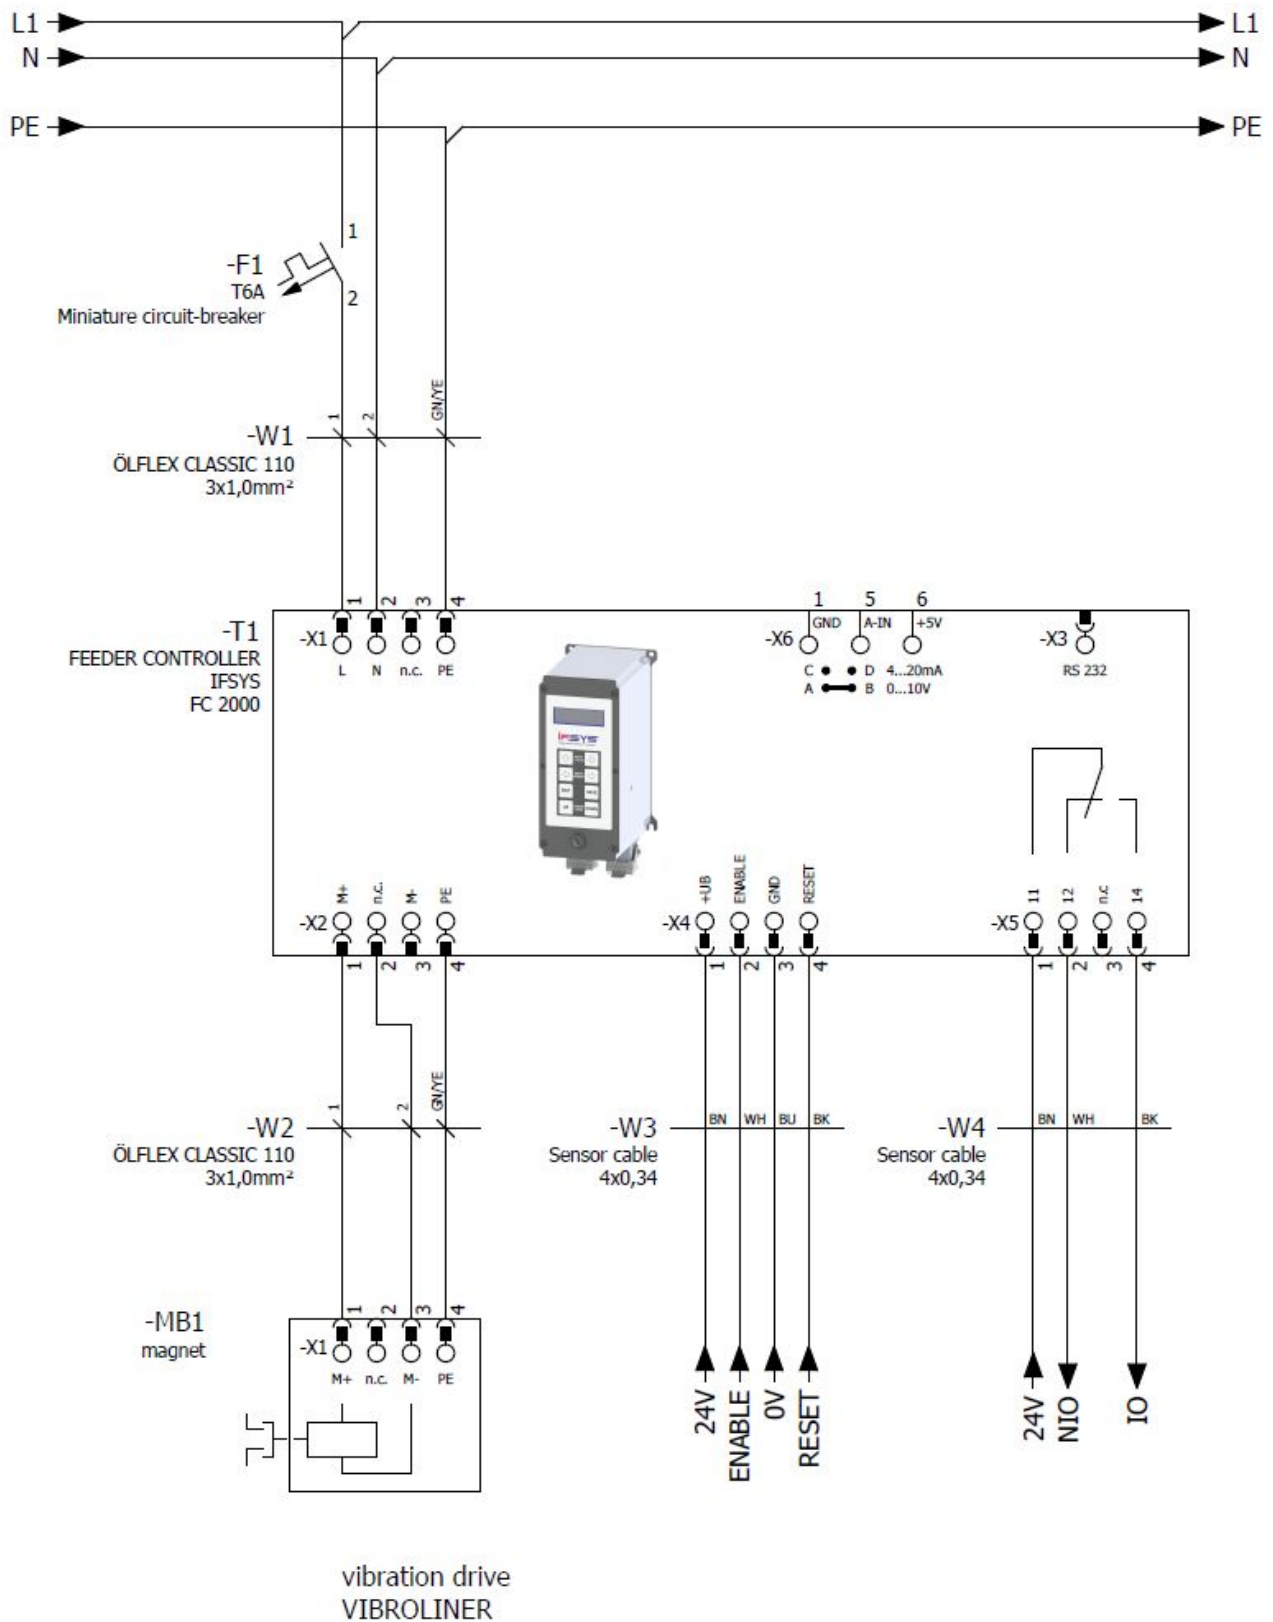 L1 L1
N N
PE PE
1
-F1
T6A
2
Miniature circuit-breaker
1 2 GN/YE
-W1
ÖLFLEX CLASSIC 110
3x1,0mm²
1 2 3 4
1 5 6
-T1
FEEDER CONTROLLER
IFSYS
FC 2000
-X1
L N n.c. PE
-X6
GND A-IN +5V
C D 4...20mA
A B 0...10V
-X3
RS 232
IFSYS
M+ n.c. M- PE
-X2
1 2 3 4
+UB ENABLE GND RESET
-X4
1 2 3 4
11 12 n.c 14
-X5
1 2 3 4
1 2 GN/YE
-W2
ÖLFLEX CLASSIC 110
3x1,0mm²
-W3
BN WH BU BK
Sensor cable
4x0,34
-W4
BN WH BK
Sensor cable
4x0,34
-MB1
magnet
1 2 3 4
-X1
M+ n.c. M- PE
24V ENABLE 0V RESET
24V NIO IO
vibration drive
VIBROLINER